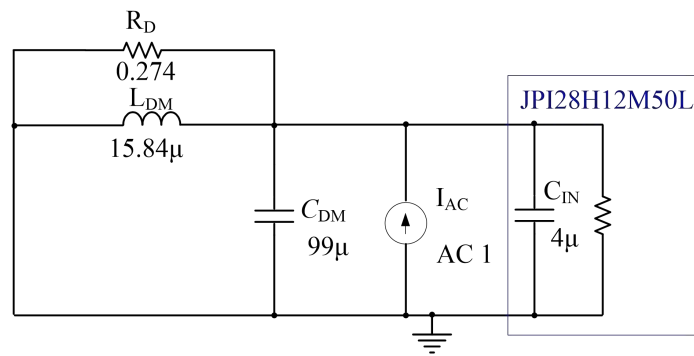 R_D
0.274
L_DM
15.84μ
JPI28H12M50L
C_DM
99μ
I_AC
AC 1
C_IN
4μ